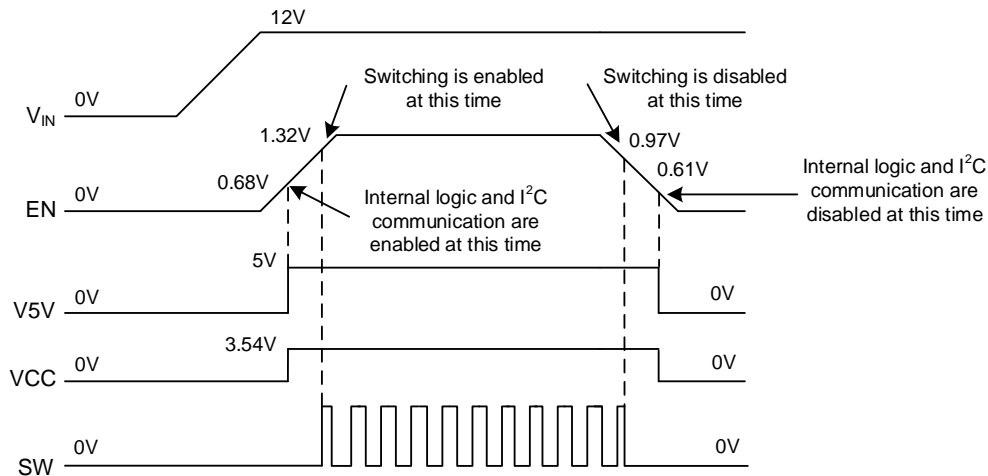 12V
Switching is enabled
at this time
Switching is disabled
at this time
0V
VIN
1.32V
0.97V
0.68V
0.61V
Internal logic and I²C
communication are
enabled at this time
Internal logic and I²C
communication are
disabled at this time
0V
EN
5V
0V
V5V
0V
3.54V
0V
VCC
0V
0V
SW
0V